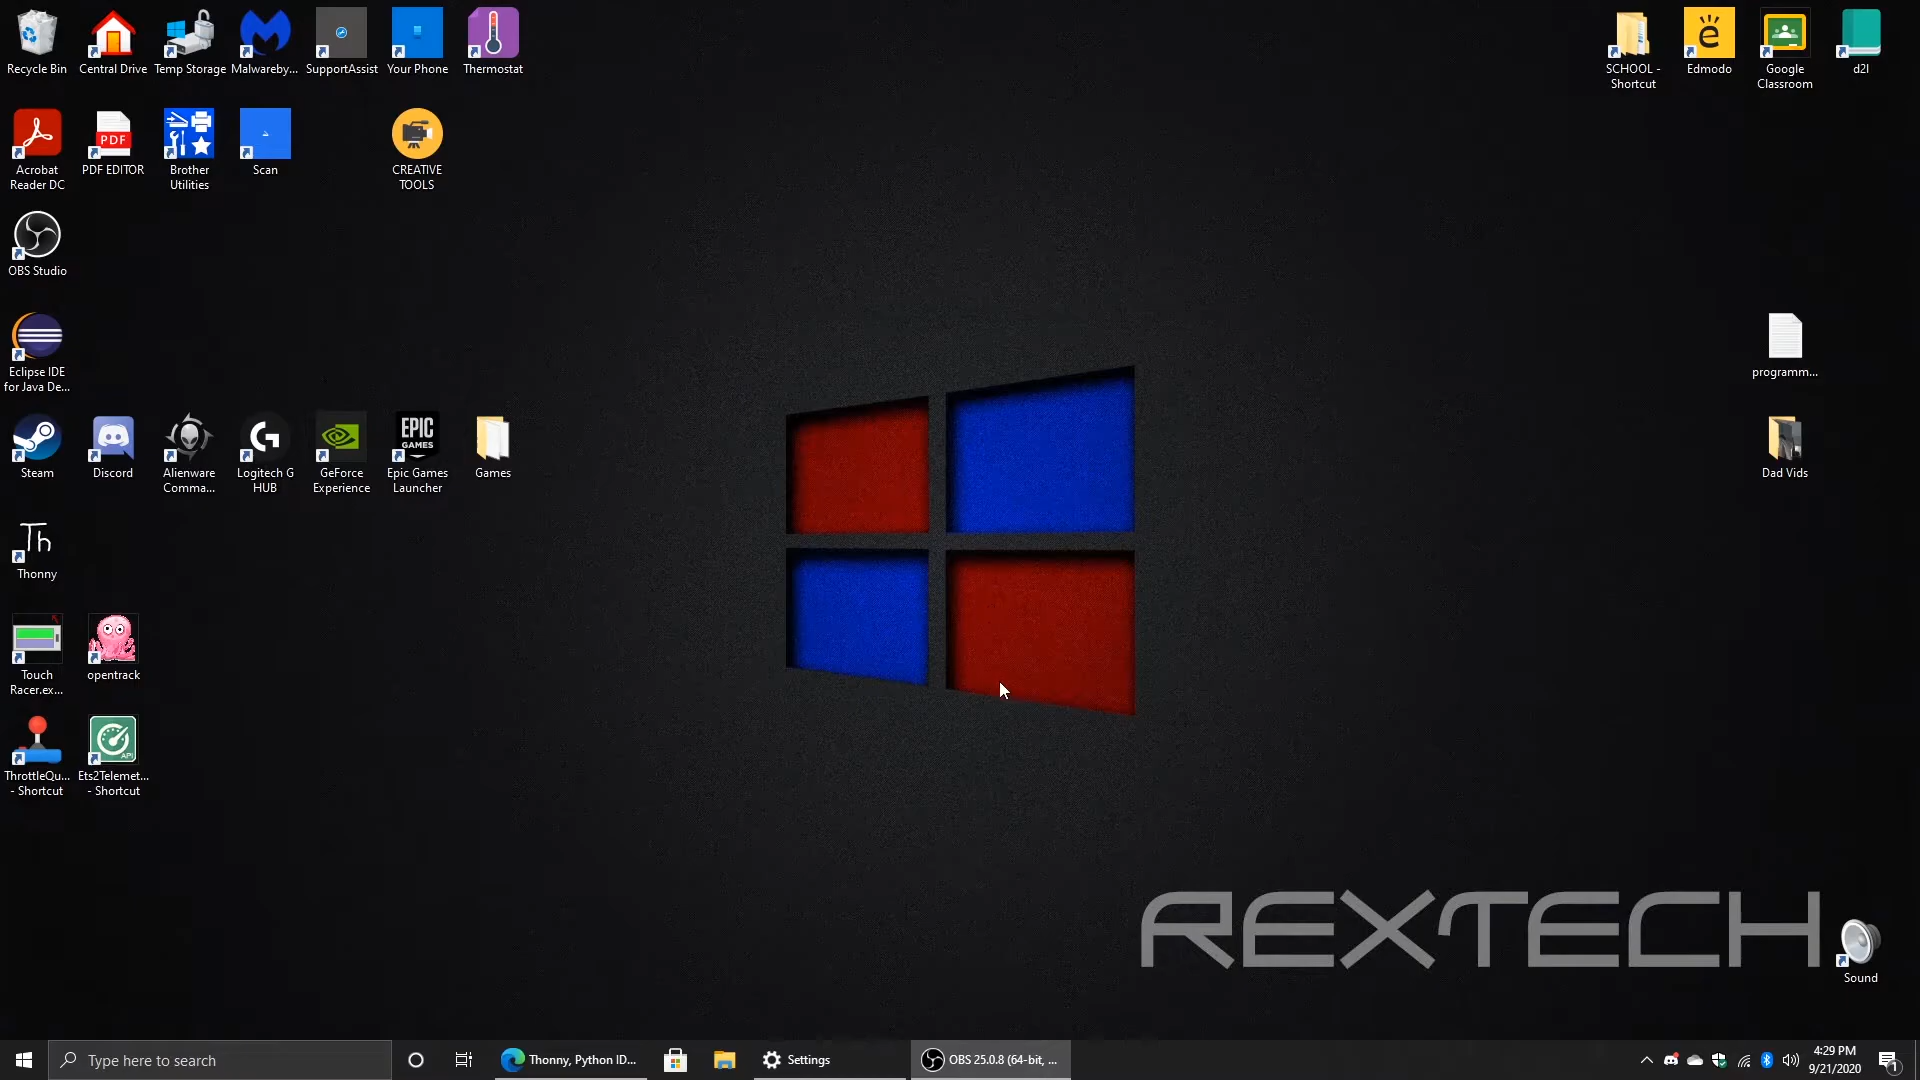 Recycle Bin
Central Drive
Temp Storage
Malwareby...
SupportAssist
Your Phone
Thermostat
SCHOOL -
Shortcut
Edmodo
Google
Classroom
d2l
Acrobat
Reader DC
PDF
PDF EDITOR
Brother
Utilities
Scan
CREATIVE
TOOLS
OBS Studio
Eclipse IDE
for Java De...
programm...
Steam
Discord
Alienware
Comma...
Logitech G
HUB
GeForce
Experience
EPIC
GAMES
Epic Games
Launcher
Games
Dad Vids
Th
Thonny
Touch
Racer.ex...
opentrack
ThrottleQu...
- Shortcut
API
Ets2Telemet...
- Shortcut
REXTECH
Sound
Type here to search
Thonny, Python ID...
Settings
OBS 25.0.8 (64-bit, ...
4:29 PM
9/21/2020
1